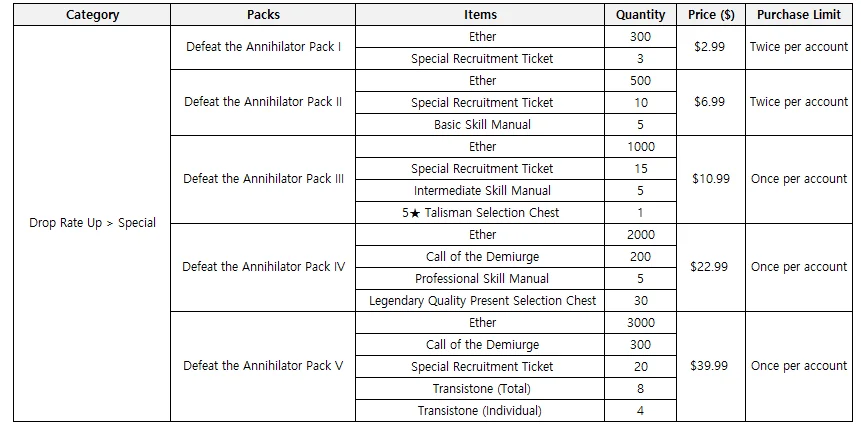 Category Packs Items Quantity Price ($) Purchase Limit
Drop Rate Up > Special
Defeat the Annihilator Pack I
Ether 300
Special Recruitment Ticket 3
$2.99 Twice per account
Defeat the Annihilator Pack II
Ether 500
Special Recruitment Ticket 10
Basic Skill Manual 5
$6.99 Twice per account
Defeat the Annihilator Pack III
Ether 1000
Special Recruitment Ticket 15
Intermediate Skill Manual 5
5★ Talisman Selection Chest 1
$10.99 Once per account
Defeat the Annihilator Pack IV
Ether 2000
Call of the Demiurge 200
Professional Skill Manual 5
Legendary Quality Present Selection Chest 30
$22.99 Once per account
Defeat the Annihilator Pack V
Ether 3000
Call of the Demiurge 300
Special Recruitment Ticket 20
Transistone (Total) 8
Transistone (Individual) 4
$39.99 Once per account